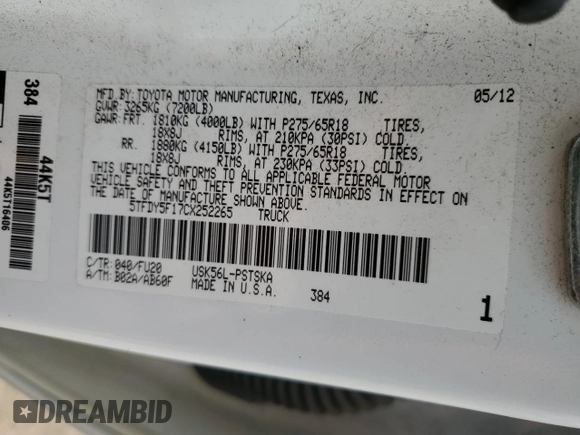 MFD. BY: TOYOTA MOTOR MANUFACTURING, TEXAS, INC. 05/12
GVWR: 3265KG (7200LB)
GAWR: FRT. 1810KG (4000LB) WITH P275/65R18 TIRES,
18X8J RIMS, AT 210KPA (30PSI) COLD
RR. 1880KG (4150LB) WITH P275/65R18 TIRES,
18X8J RIMS, AT 230KPA (33PSI) COLD.
THIS VEHICLE CONFORMS TO ALL APPLICABLE FEDERAL MOTOR
VEHICLE SAFETY AND THEFT PREVENTION STANDARDS IN EFFECT ON
THE DATE OF MANUFACTURE SHOWN ABOVE.
5TFDY5F17CX252265 TRUCK
C/TR: 040/FU20 USK56L-PSTSKA
A/TM: B02A/AB60F MADE IN U.S.A. 384
1
384
44K5T
44K5T16406
DREAMBID